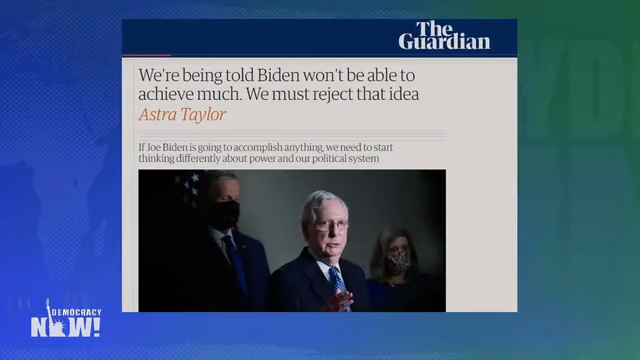 The
Guardian
We're being told Biden won't be able to
achieve much. We must reject that idea
Astra Taylor
If Joe Biden is going to accomplish anything, we need to start
thinking differently about power and our political system
DEMOCRACY
NOW!